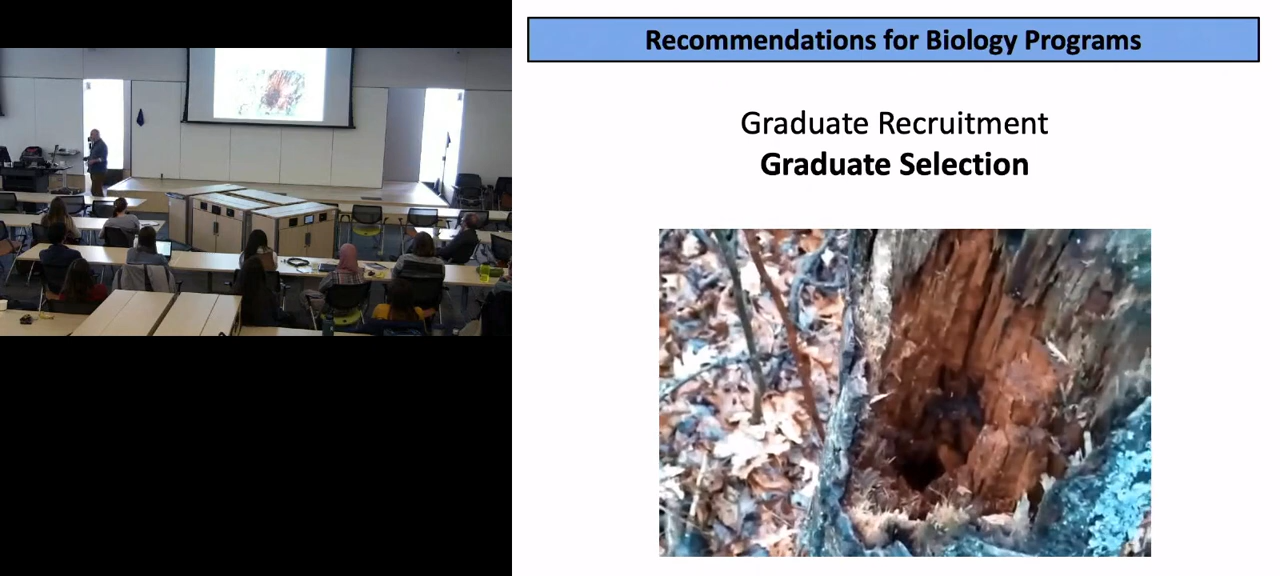 Recommendations for Biology Programs
Graduate Recruitment
Graduate Selection